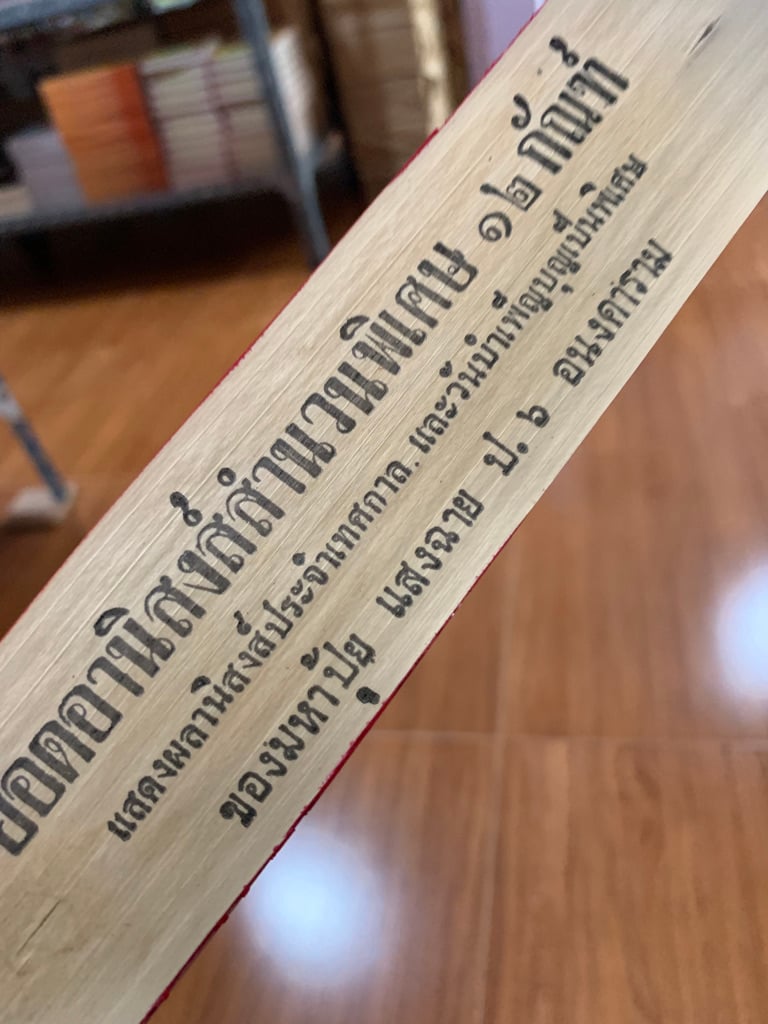 ยอดอานิสงส์สำนวนพิเศษ ๑๒ กัณฑ์
แสดงผลานิสงส์ประจำเทศกาล. และวันบำเพ็ญบุญเป็นพิเศษ
ของมหาปุ้ย แสงฉาย ป. ๖ อนงคาราม